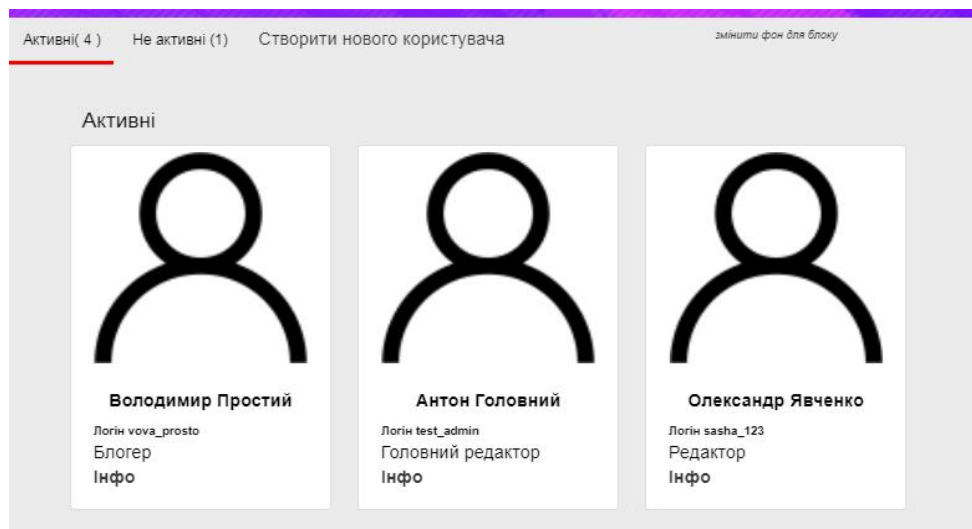 Активні( 4 ) Не активні (1) Створити нового користувача змінити фон для блоку
Активні
Володимир Простий
Логін vova_prosto
Блогер
Інфо
Антон Головний
Логін test_admin
Головний редактор
Інфо
Олександр Явченко
Логін sasha_123
Редактор
Інфо